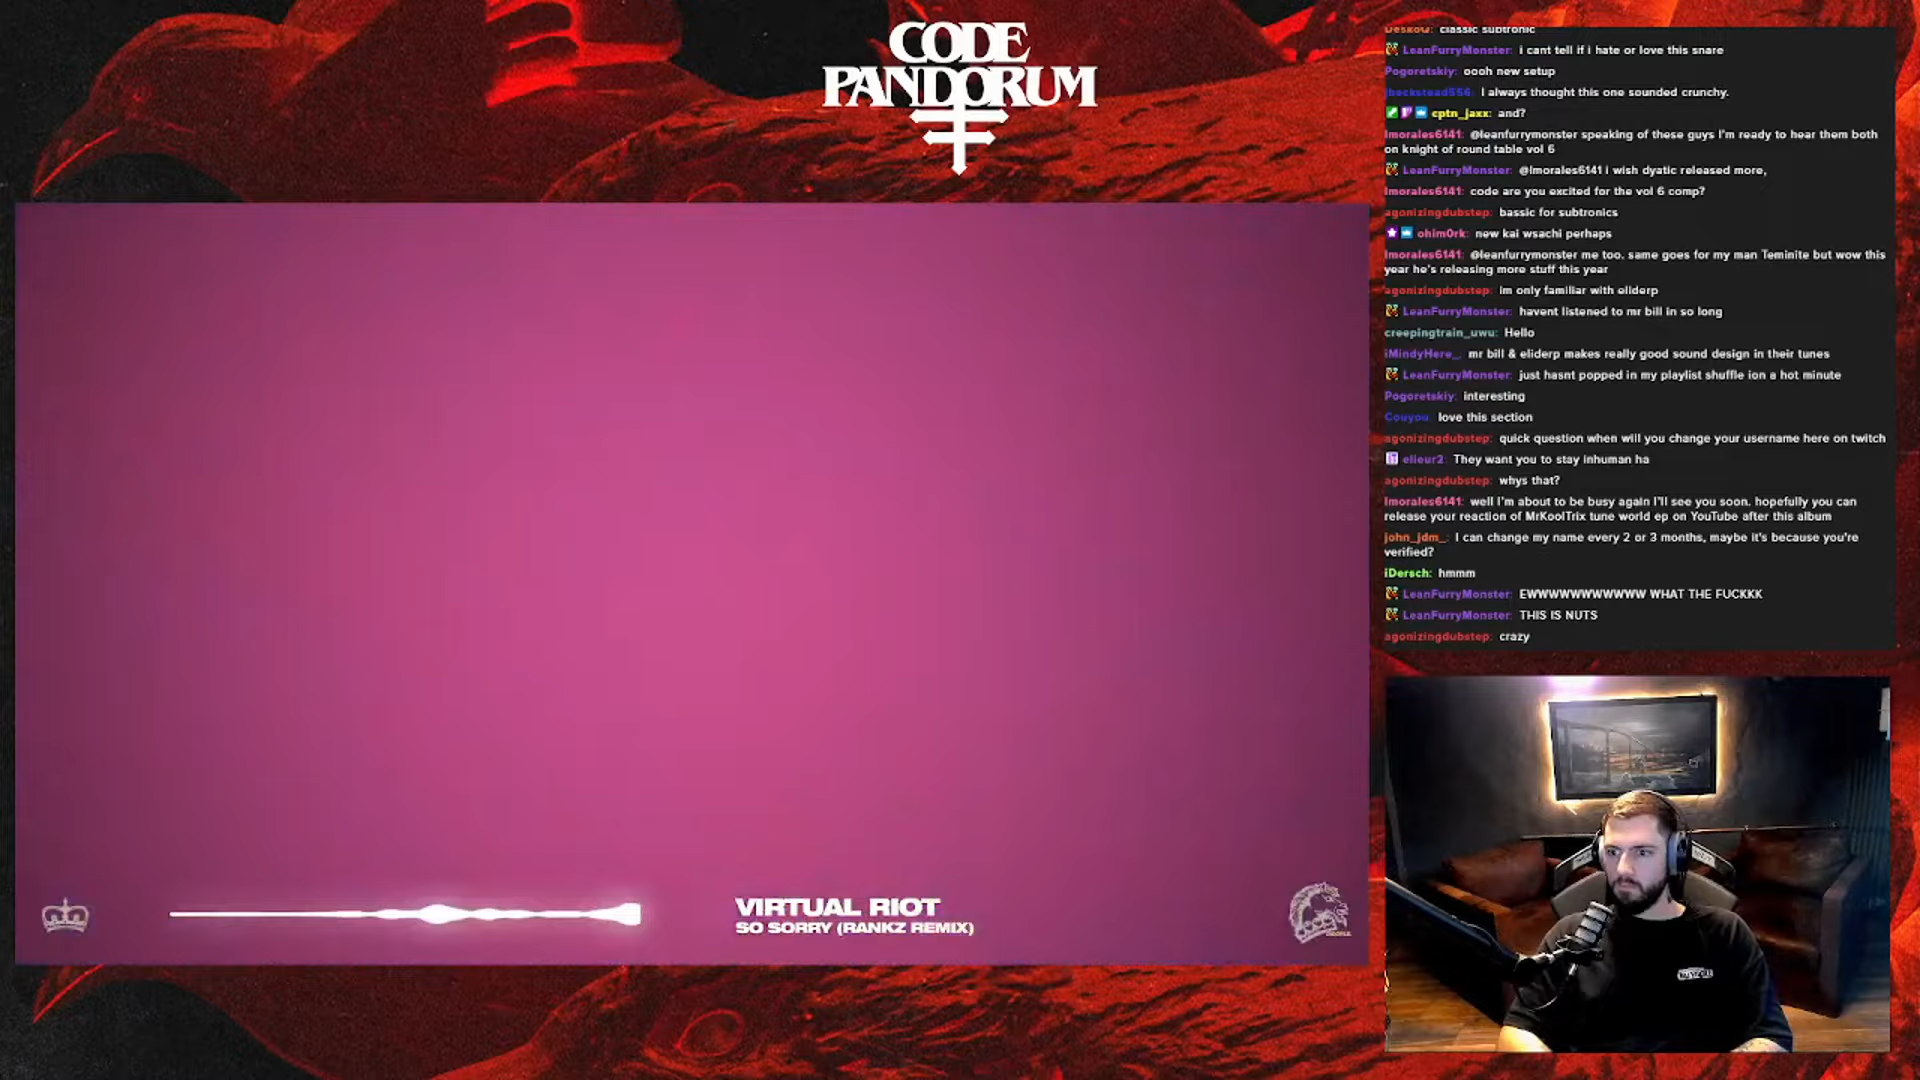 CODE
PANDORUM
DeskoQ: classic subtronic
LeanFurryMonster: i cant tell if i hate or love this snare
Pogoretskiy: oooh new setup
I always thought this one sounded crunchy.
cptn_jaxx: and?
lmorales6141: @leanfurrymonster speaking of these guys I'm ready to hear them both
on knight of round table vol 6
LeanFurryMonster: @lmorales6141 i wish dyatic released more,
lmorales6141: code are you excited for the vol 6 comp?
agonizingdubstep: bassic for subtronics
ohim0rk: new kai wsachi perhaps
lmorales6141: @leanfurrymonster me too. same goes for my man Teminite but wow this
year he's releasing more stuff this year
agonizingdubstep: im only familiar with eliderp
LeanFurryMonster: havent listened to mr bill in so long
creepingtrain_uwu: Hello
iMindyHere_: mr bill & eliderp makes really good sound design in their tunes
LeanFurryMonster: just hasnt popped in my playlist shuffle ion a hot minute
Pogoretskiy: interesting
Couyou: love this section
agonizingdubstep: quick question when will you change your username here on twitch
elieur2: They want you to stay inhuman ha
agonizingdubstep: whys that?
lmorales6141: well I'm about to be busy again I'll see you soon. hopefully you can
release your reaction of MrKoolTrix tune world ep on YouTube after this album
john_jdm_: I can change my name every 2 or 3 months, maybe it's because you're
verified?
iDersch: hmmm
LeanFurryMonster: EWWWWWWWWWWW WHAT THE FUCKKK
LeanFurryMonster: THIS IS NUTS
agonizingdubstep: crazy
VIRTUAL RIOT
SO SORRY (RANKZ REMIX)